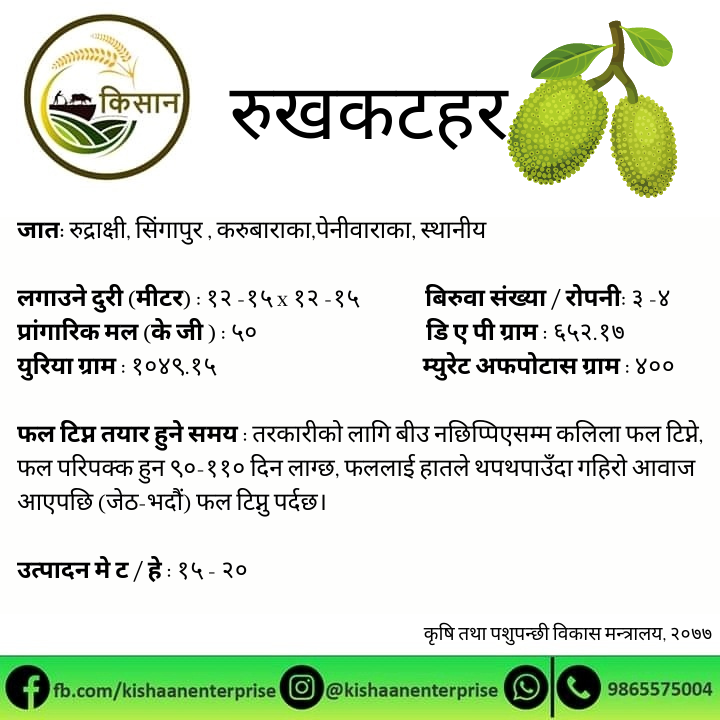 किसान
रुखकटहर
जातः रुद्राक्षी, सिंगापुर , करुबाराका,पेनीवाराका, स्थानीय
लगाउने दुरी (मीटर) : १२ -१५ x १२ -१५ बिरुवा संख्या / रोपनीः ३ -४
प्रांगारिक मल (के जी ) : ५० डि ए पी ग्राम : ६५२.१७
युरिया ग्राम : १०४९.१५ म्युरेट अफपोटास ग्राम : ४००
फल टिप्न तयार हुने समय : तरकारीको लागि बीउ नछिप्पिएसम्म कलिला फल टिप्ने,
फल परिपक्क हुन ९०-११० दिन लाग्छ, फललाई हातले थपथपाउँदा गहिरो आवाज
आएपछि (जेठ-भदौं) फल टिप्नु पर्दछ।
उत्पादन मे ट / हे : १५ - २०
कृषि तथा पशुपन्छी विकास मन्त्रालय, २०७७
fb.com/kishaanenterprise @kishaanenterprise 9865575004